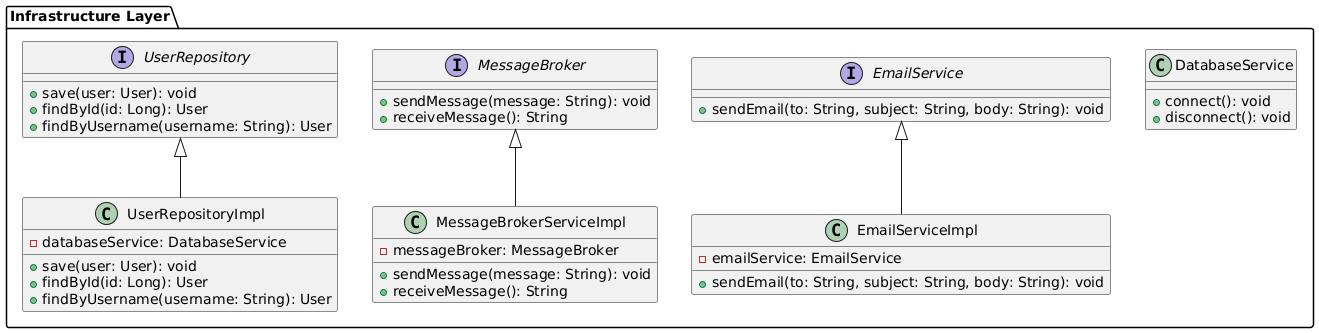 Infrastructure Layer
I UserRepository
save(user: User): void
findById(id: Long): User
findByUsername(username: String): User
I MessageBroker
sendMessage(message: String): void
receiveMessage(): String
I EmailService
sendEmail(to: String, subject: String, body: String): void
C DatabaseService
connect(): void
disconnect(): void
C UserRepositoryImpl
databaseService: DatabaseService
save(user: User): void
findById(id: Long): User
findByUsername(username: String): User
C MessageBrokerServiceImpl
messageBroker: MessageBroker
sendMessage(message: String): void
receiveMessage(): String
C EmailServiceImpl
emailService: EmailService
sendEmail(to: String, subject: String, body: String): void